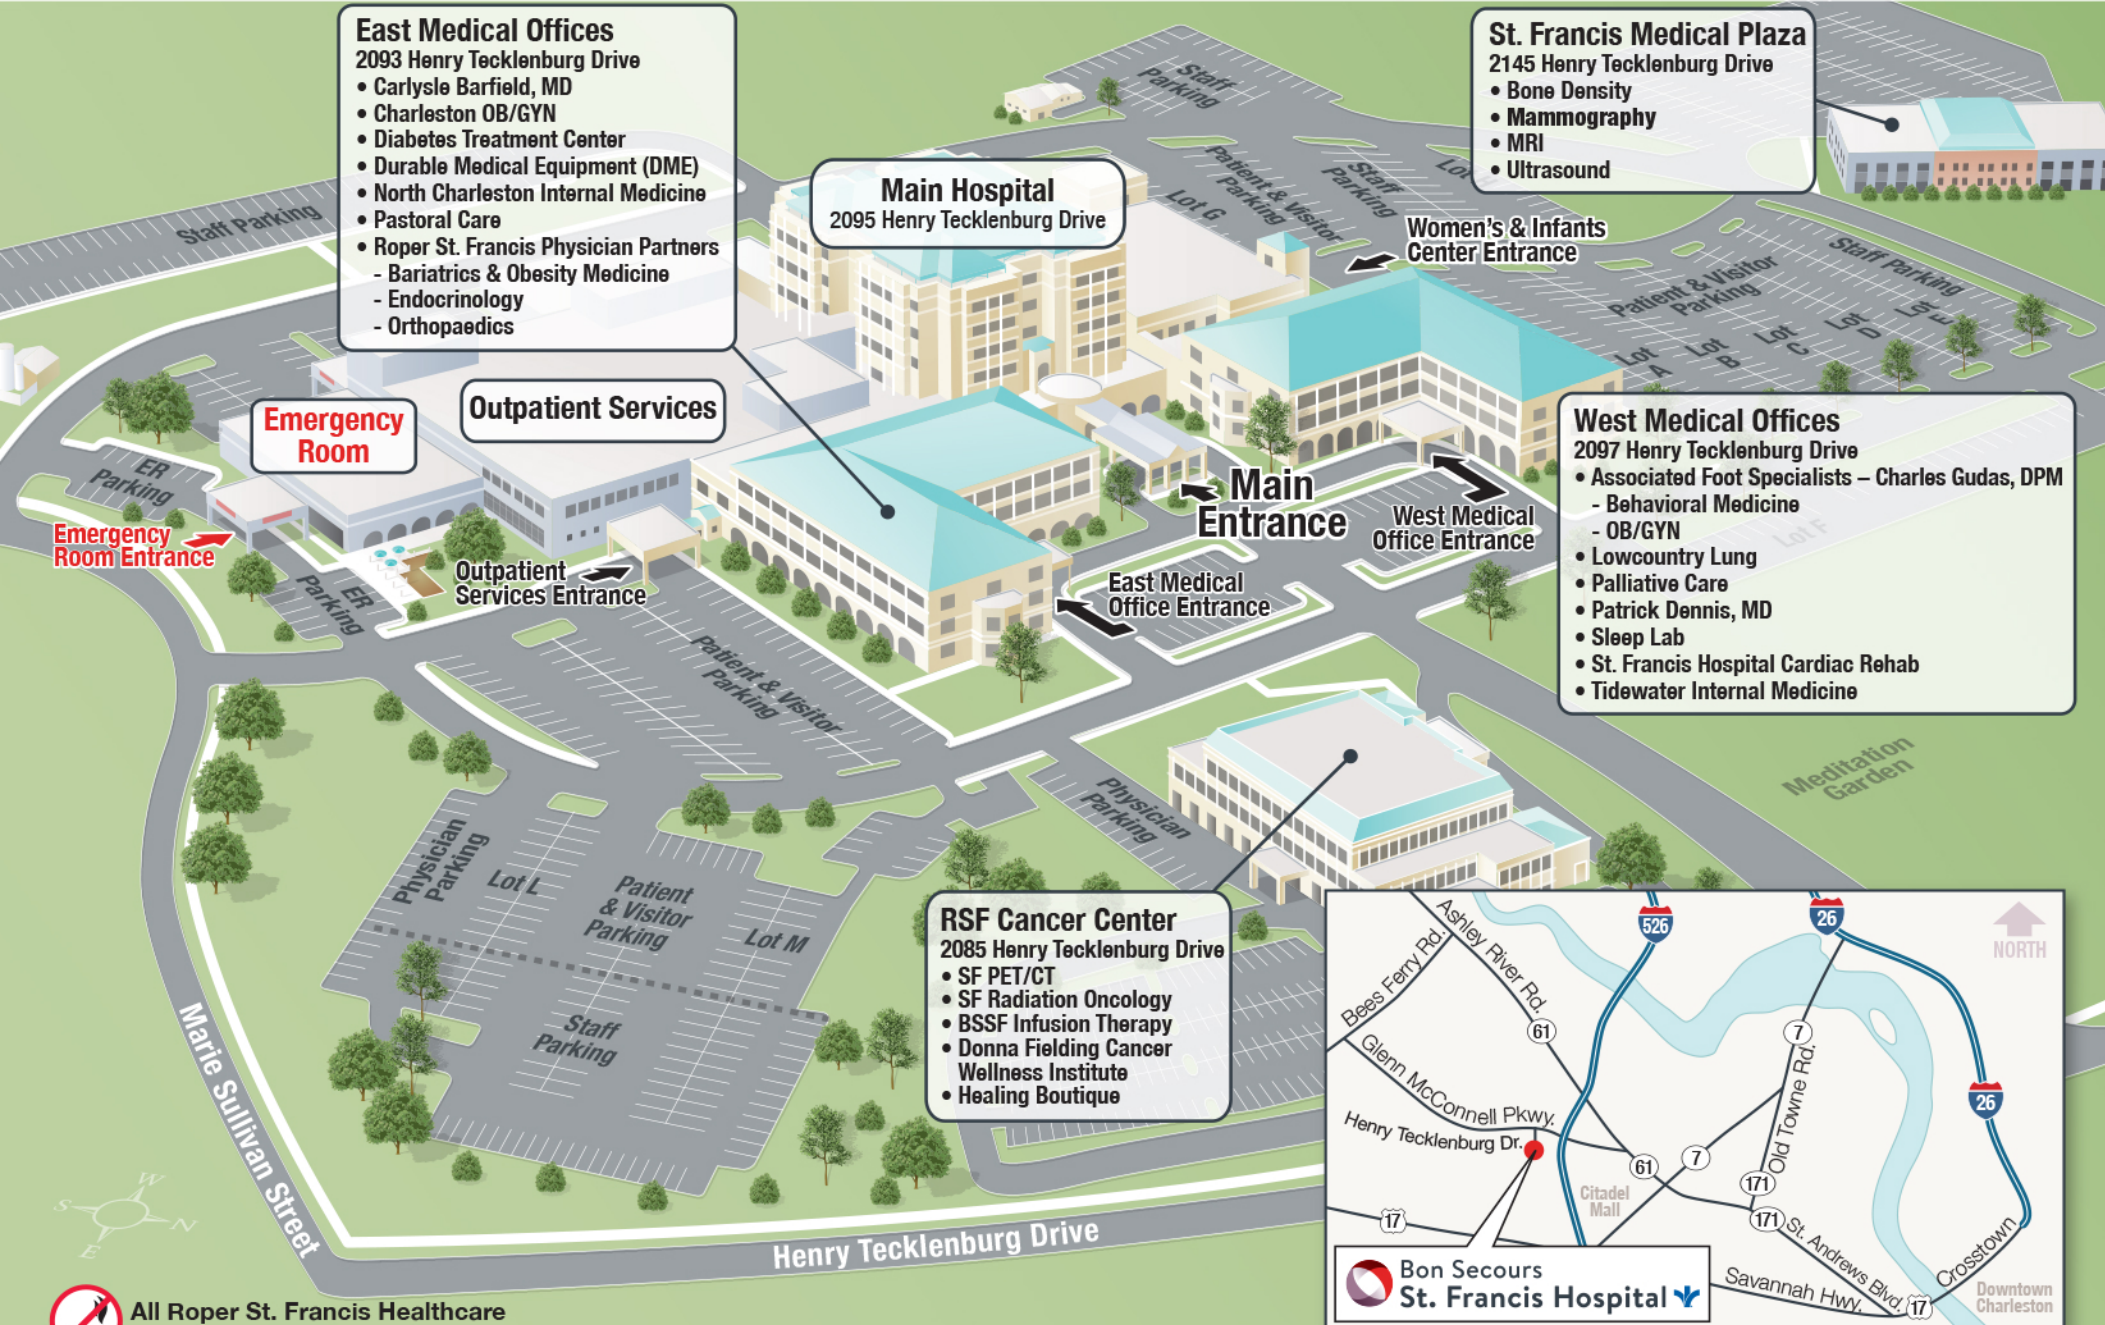 East Medical Offices
2093 Henry Tecklenburg Drive
• Carlysle Barfield, MD
• Charleston OB/GYN
• Diabetes Treatment Center
• Durable Medical Equipment (DME)
• North Charleston Internal Medicine
• Pastoral Care
• Roper St. Francis Physician Partners
- Bariatrics & Obesity Medicine
- Endocrinology
- Orthopaedics
Main Hospital
2095 Henry Tecklenburg Drive
St. Francis Medical Plaza
2145 Henry Tecklenburg Drive
• Bone Density
• Mammography
• MRI
• Ultrasound
Staff
Parking
Staff Parking
Patient & Visitor
Parking
Lot G
Staff
Parking
Lot
Women's & Infants
Center Entrance
Patient & Visitor
Parking
Staff Parking
Lot
A
Lot
B
Lot
C
Lot
D
Lot
E
Emergency
Room
Outpatient Services
ER
Parking
Emergency
Room Entrance
ER
Parking
Outpatient
Services Entrance
Main
Entrance
West Medical
Office Entrance
East Medical
Office Entrance
West Medical Offices
2097 Henry Tecklenburg Drive
• Associated Foot Specialists – Charles Gudas, DPM
- Behavioral Medicine
- OB/GYN
• Lowcountry Lung
• Palliative Care
• Patrick Dennis, MD
• Sleep Lab
• St. Francis Hospital Cardiac Rehab
• Tidewater Internal Medicine
Lot F
Patient & Visitor
Parking
Physician
Parking
Meditation
Garden
Physician
Parking
Lot L
Patient
& Visitor
Parking
Lot M
Staff
Parking
RSF Cancer Center
2085 Henry Tecklenburg Drive
• SF PET/CT
• SF Radiation Oncology
• BSSF Infusion Therapy
• Donna Fielding Cancer
Wellness Institute
• Healing Boutique
Marie Sullivan Street
Henry Tecklenburg Drive
W
S
N
E
All Roper St. Francis Healthcare
Ashley River Rd.
Bees Ferry Rd.
526
26
NORTH
61
7
Glenn McConnell Pkwy.
Old Towne Rd.
26
Henry Tecklenburg Dr.
61
7
171
Citadel
Mall
171
17
St. Andrews Blvd.
Crosstown
Savannah Hwy.
17
Downtown
Charleston
Bon Secours
St. Francis Hospital